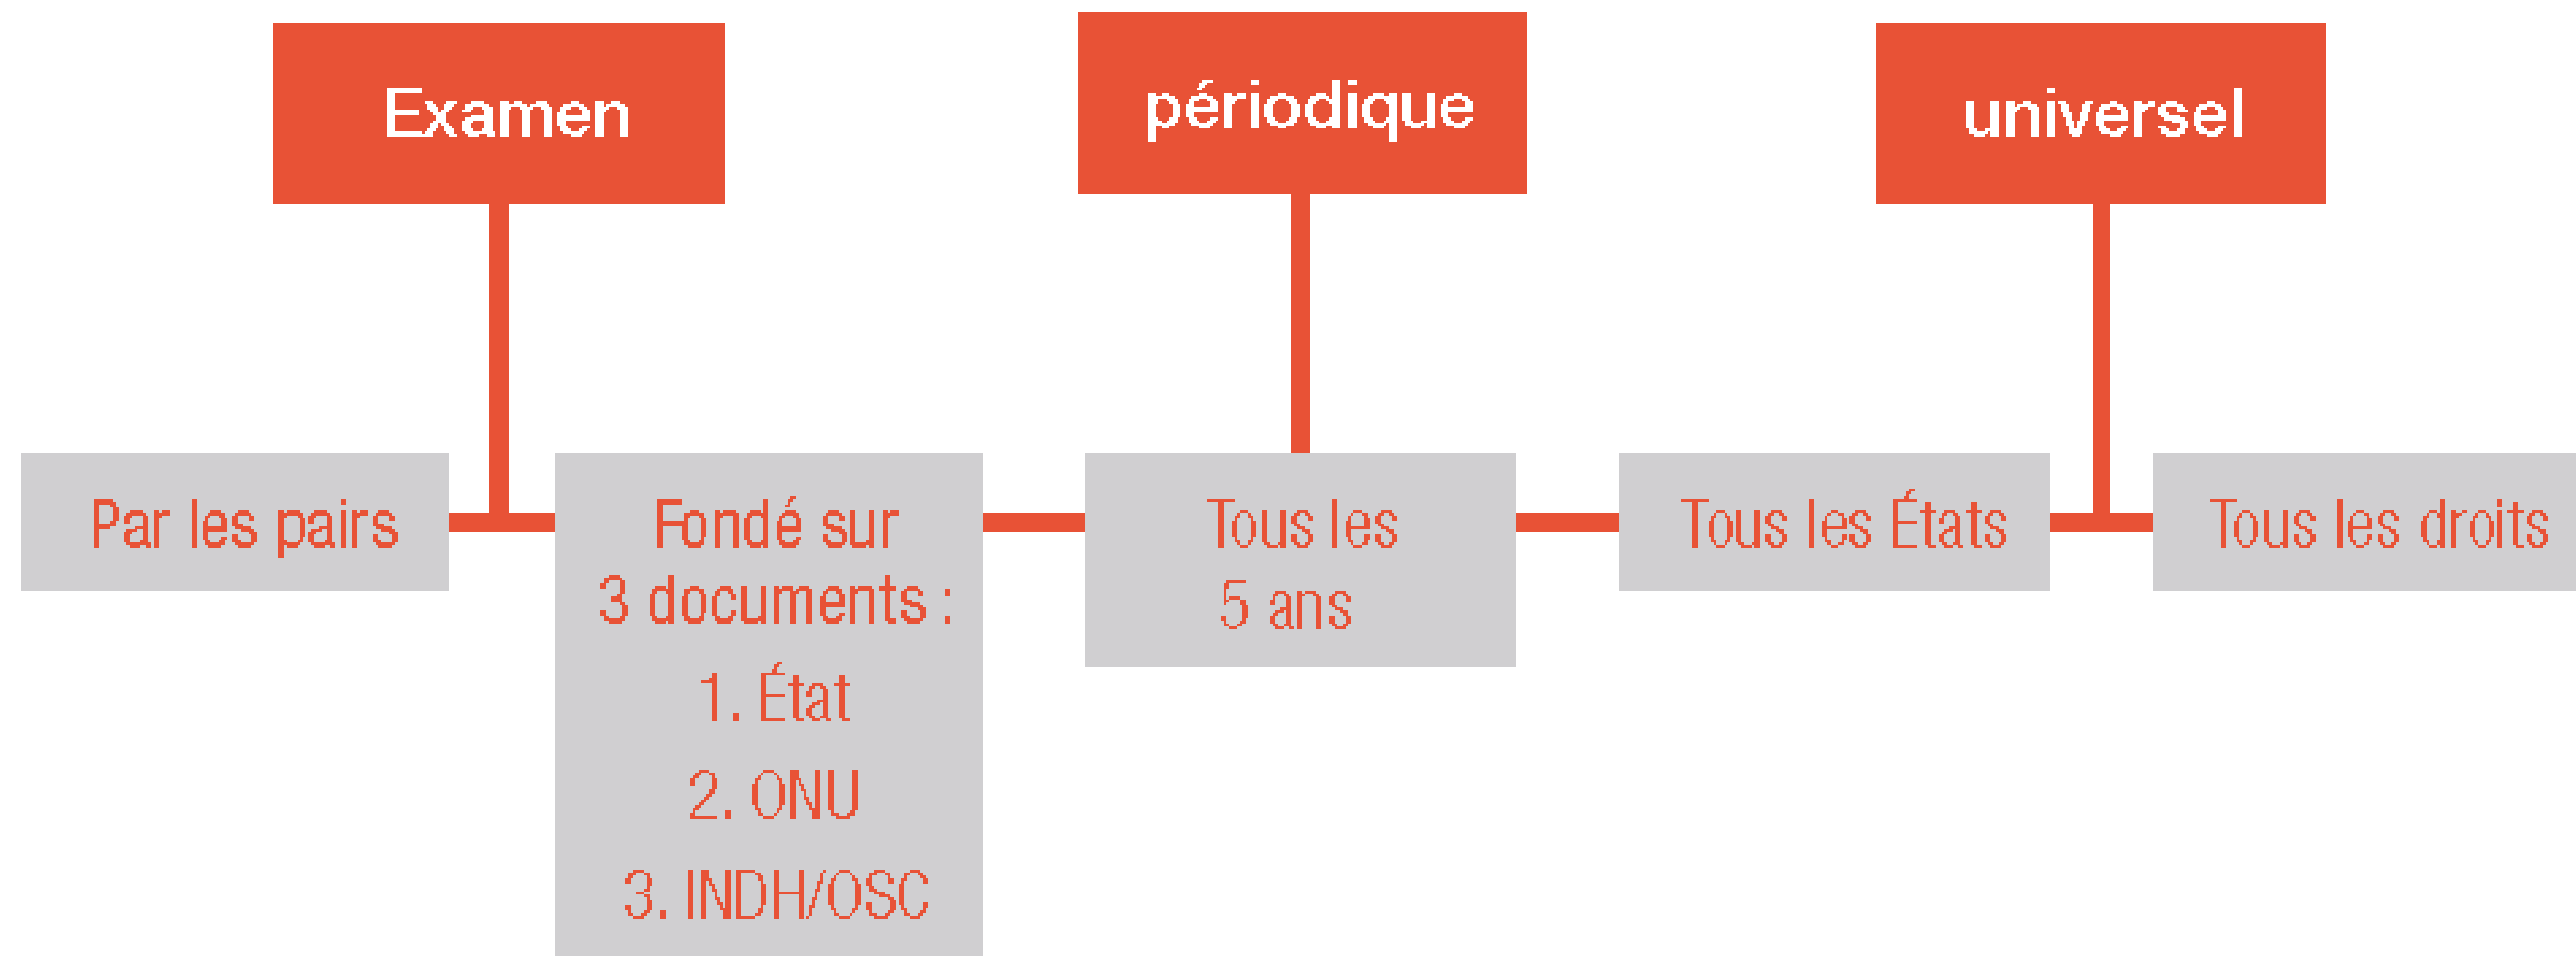 Examen
périodique
universel
Par les pairs
Fondé sur
3 documents :
1. État
2. ONU
3. INDH/OSC
Tous les
5 ans
Tous les États
Tous les droits